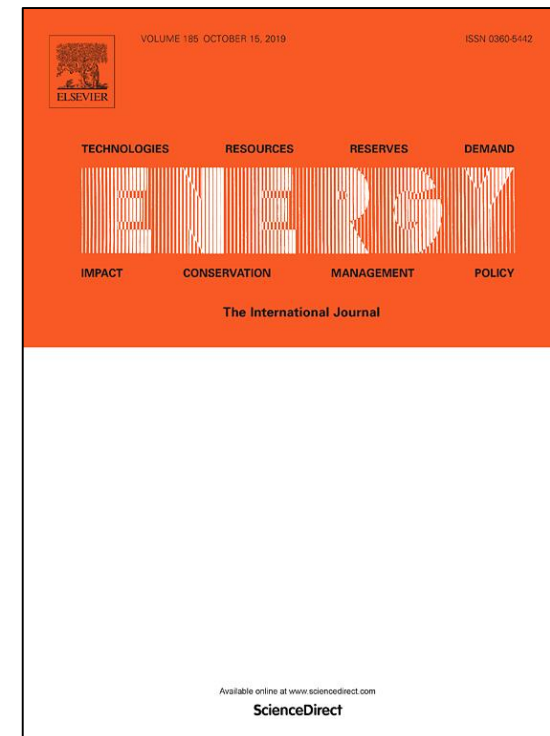 VOLUME 185 OCTOBER 15, 2019 ISSN 0360-5442
ELSEVIER
TECHNOLOGIES RESOURCES RESERVES DEMAND
ENERGY
IMPACT CONSERVATION MANAGEMENT POLICY
The International Journal
Available online at www.sciencedirect.com
ScienceDirect